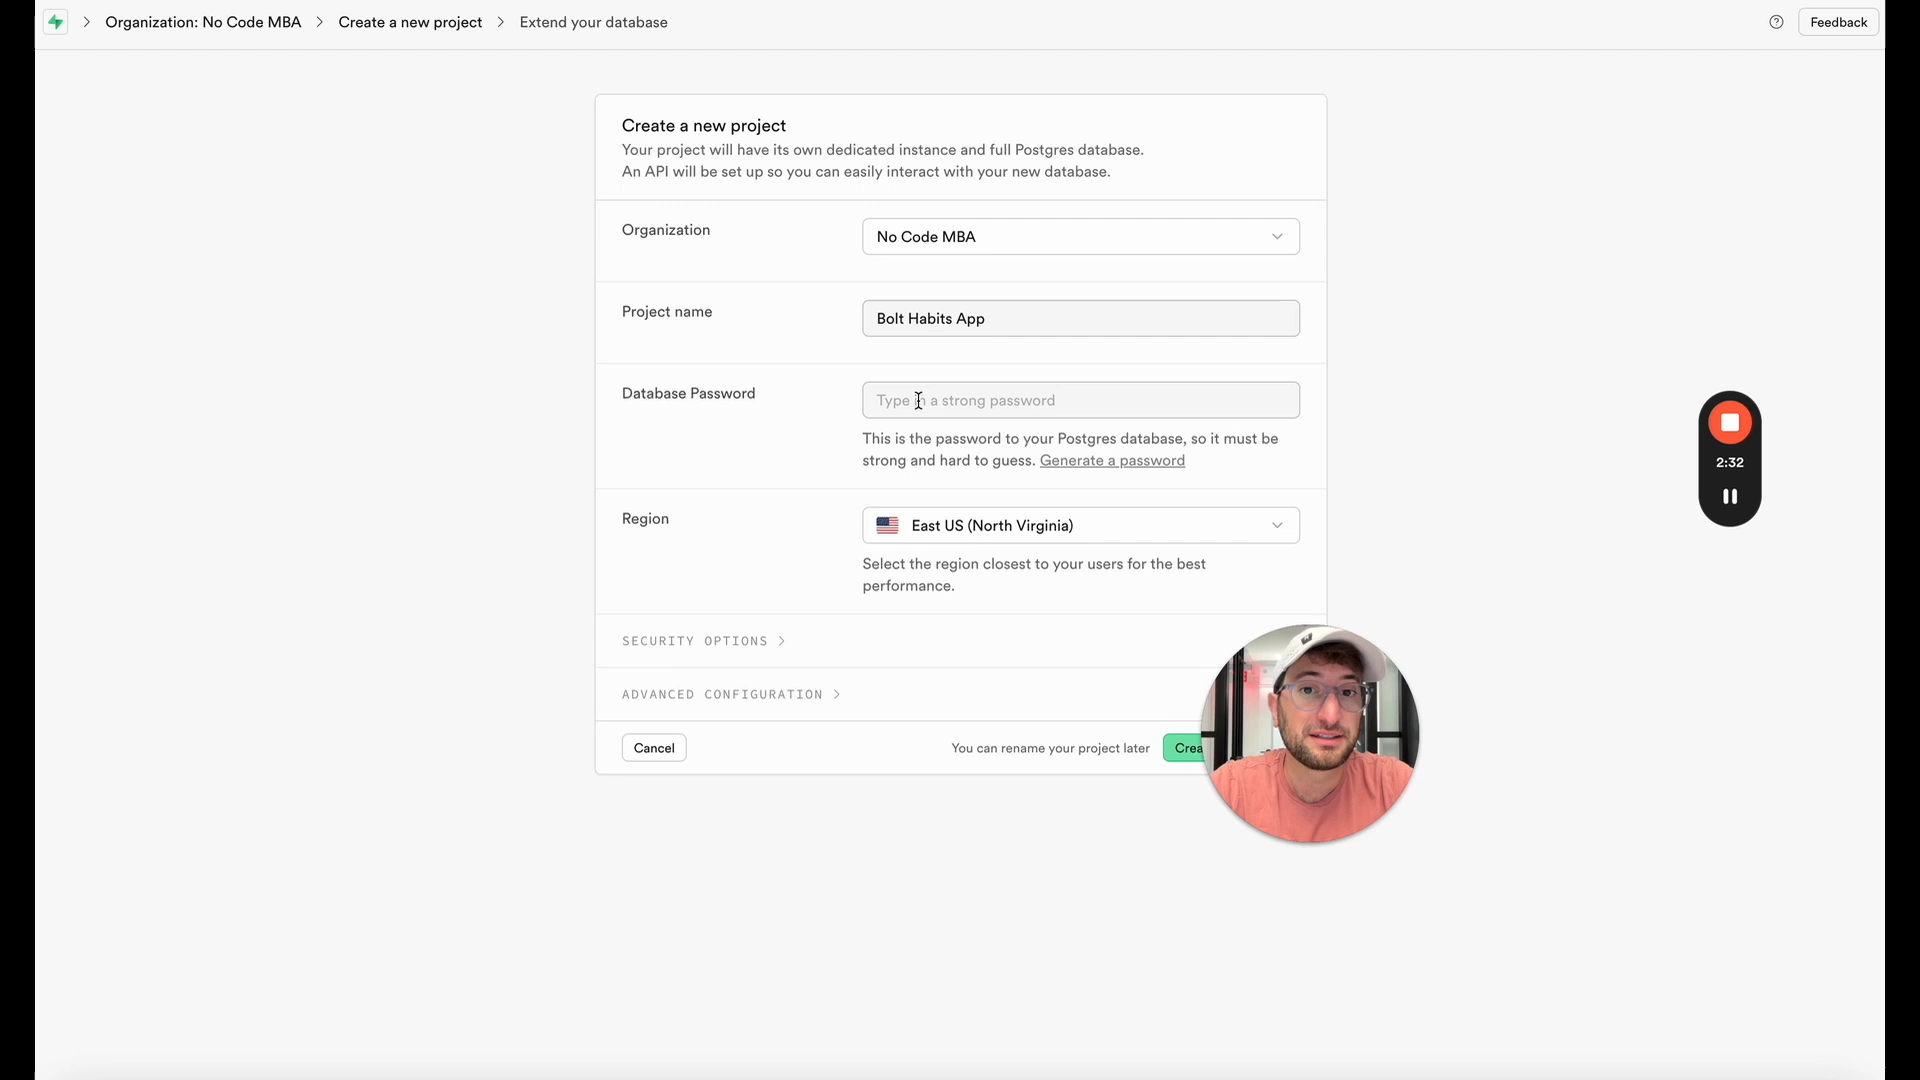 Organization: No Code MBA
Create a new project
Extend your database
Feedback
Create a new project
Your project will have its own dedicated instance and full Postgres database.
An API will be set up so you can easily interact with your new database.
Organization
No Code MBA
Project name
Bolt Habits App
Database Password
Type in a strong password
This is the password to your Postgres database, so it must be
strong and hard to guess. Generate a password
Region
East US (North Virginia)
Select the region closest to your users for the best
performance.
SECURITY OPTIONS
ADVANCED CONFIGURATION
Cancel
You can rename your project later
Crea
2:32